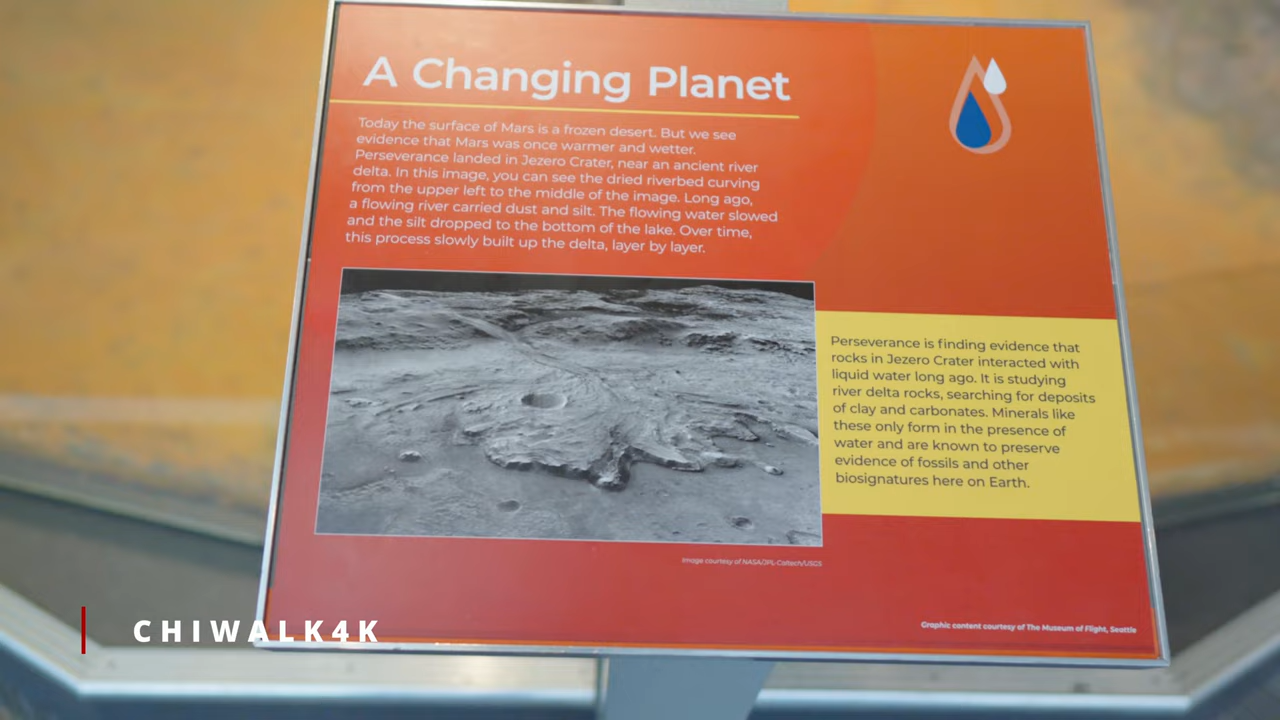 A Changing Planet
Today the surface of Mars is a frozen desert. But we see
evidence that Mars was once warmer and wetter.
Perseverance landed in Jezero Crater, near an ancient river
delta. In this image, you can see the dried riverbed curving
from the upper left to the middle of the image. Long ago,
a flowing river carried dust and silt. The flowing water slowed
and the silt dropped to the bottom of the lake. Over time,
this process slowly built up the delta, layer by layer.
Perseverance is finding evidence that
rocks in Jezero Crater interacted with
liquid water long ago. It is studying
river delta rocks, searching for deposits
of clay and carbonates. Minerals like
these only form in the presence of
water and are known to preserve
evidence of fossils and other
biosignatures here on Earth.
Image courtesy of NASA/JPL-Caltech/USGS
Graphic content courtesy of The Museum of Flight, Seattle
CHIWALK4K